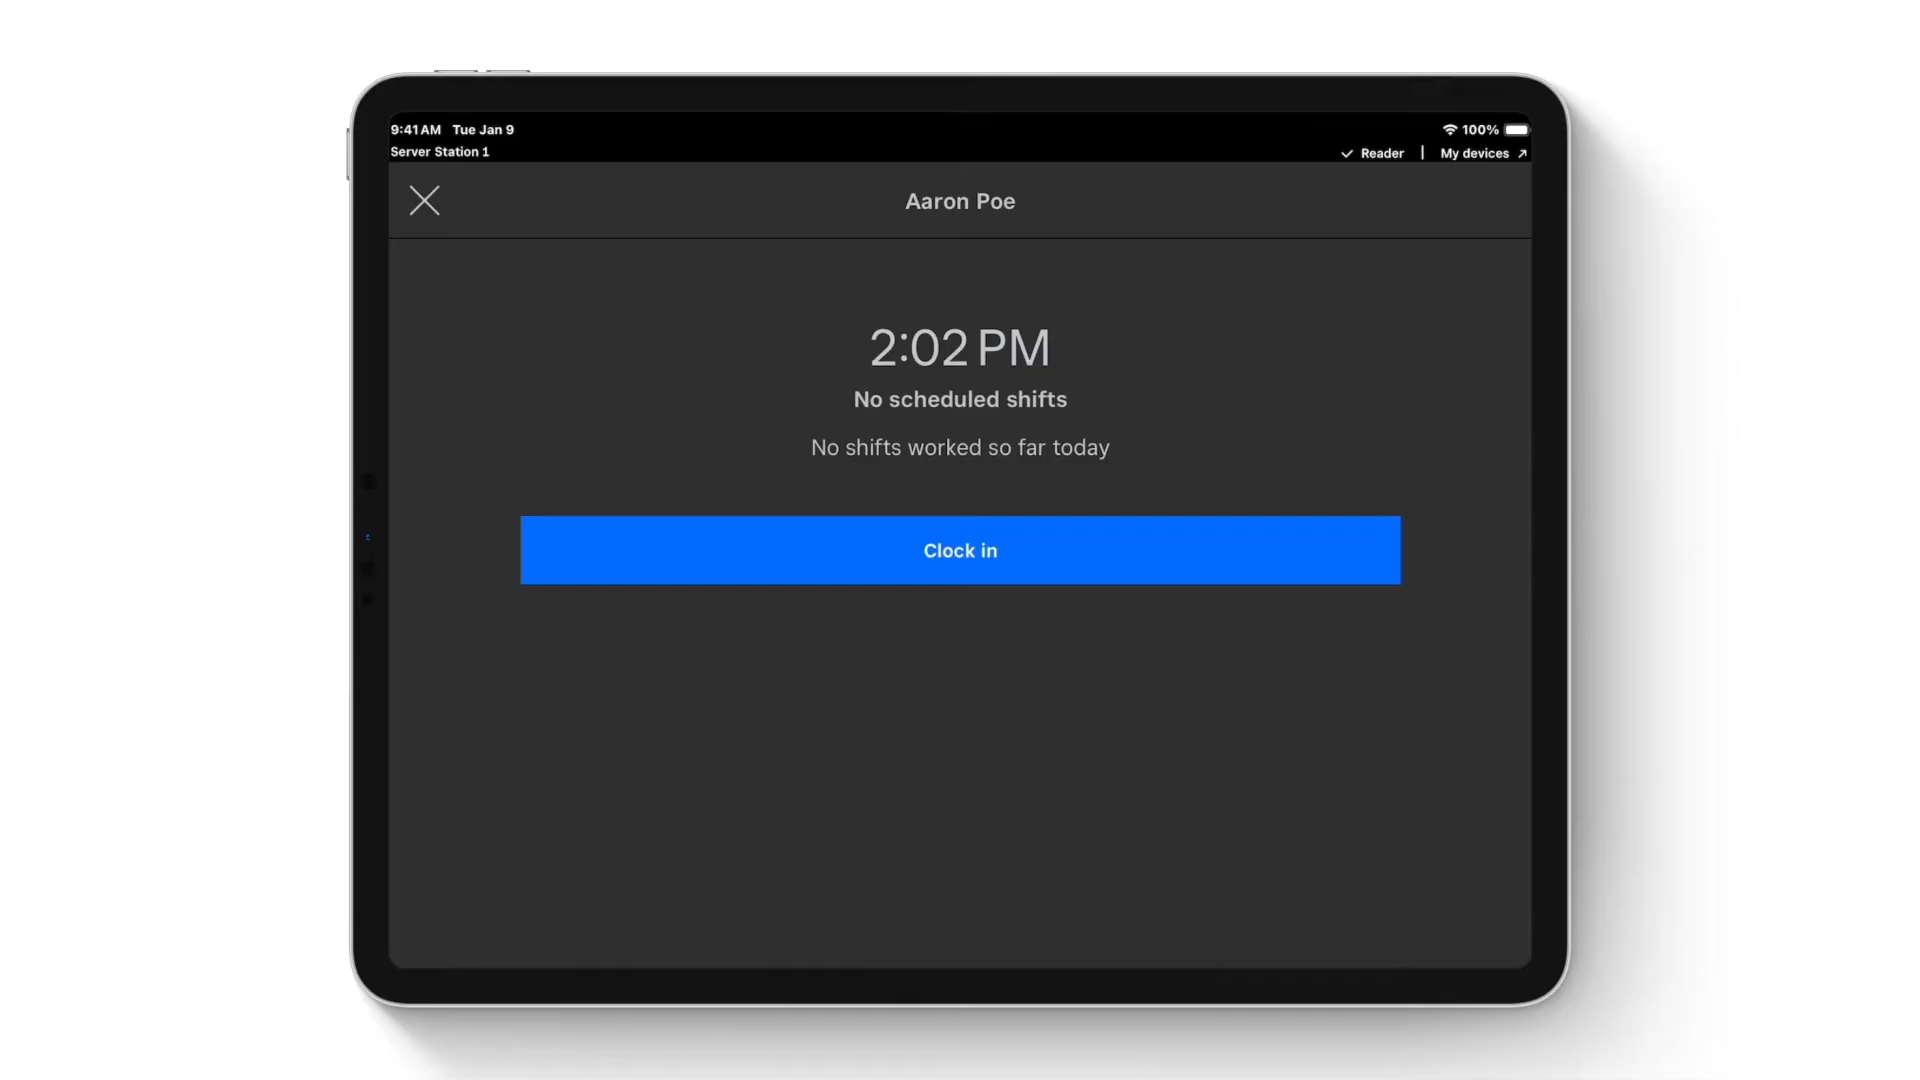 9:41 AM Tue Jan 9 100%
Server Station 1 Reader | My devices
Aaron Poe
2:02 PM
No scheduled shifts
No shifts worked so far today
Clock in